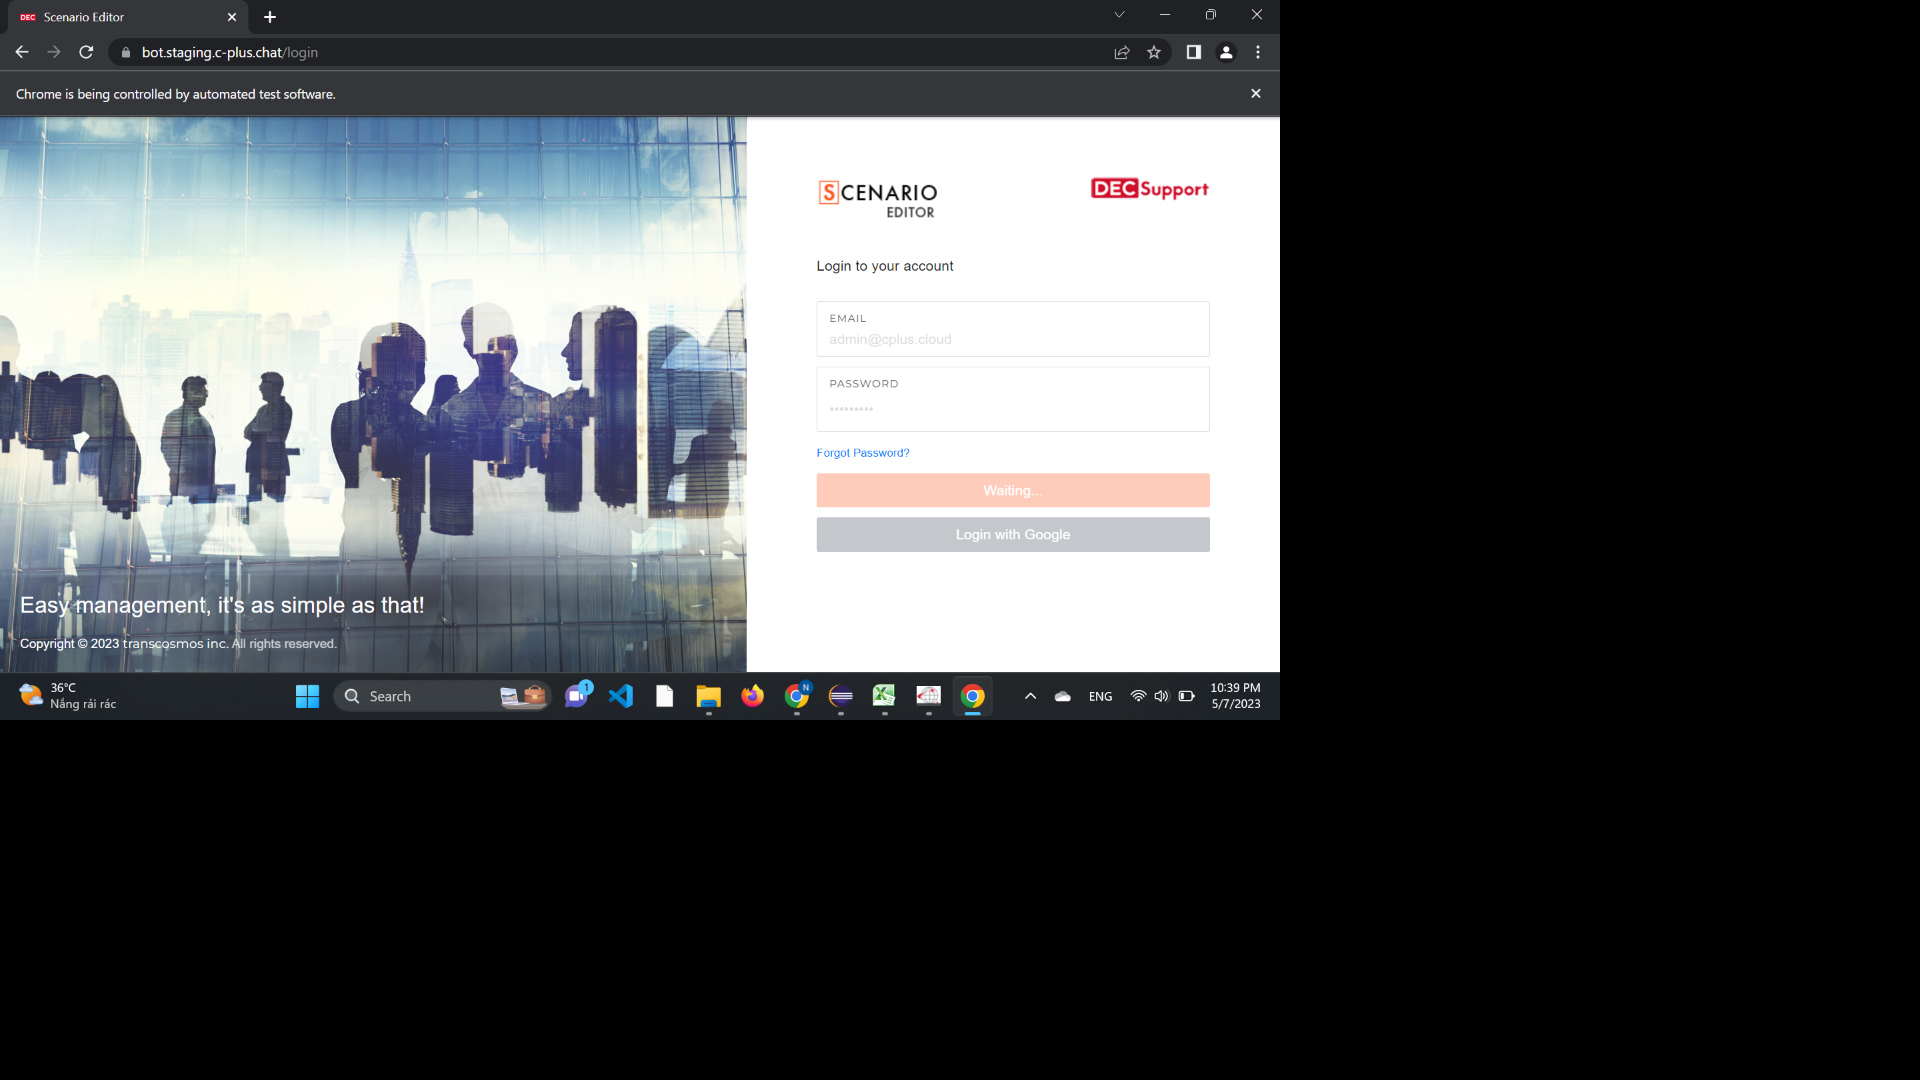 DEC Scenario Editor
bot.staging.c-plus.chat/login
Chrome is being controlled by automated test software.
SCENARIO
EDITOR
DEC Support
Login to your account
EMAIL
admin@cplus.cloud
PASSWORD
•••••••••
Forgot Password?
Waiting...
Login with Google
Easy management, it's as simple as that!
Copyright © 2023 transcosmos inc. All rights reserved.
36°C
Nắng rải rác
Search
1
N
ENG
10:39 PM
5/7/2023